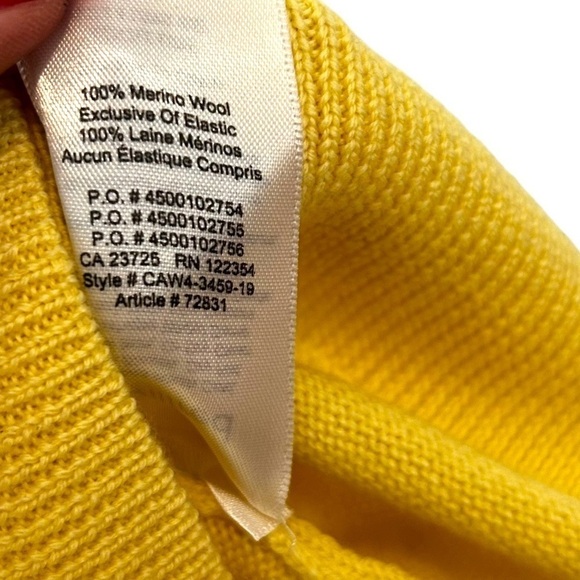 100% Merino Wool
Exclusive Of Elastic
100% Laine Mérinos
Aucun Élastique Compris
P.O. # 4500102754
P.O. # 4500102755
P.O. # 4500102756
CA 23725 RN 122354
Style # CAW4-3459-19
Article # 72831